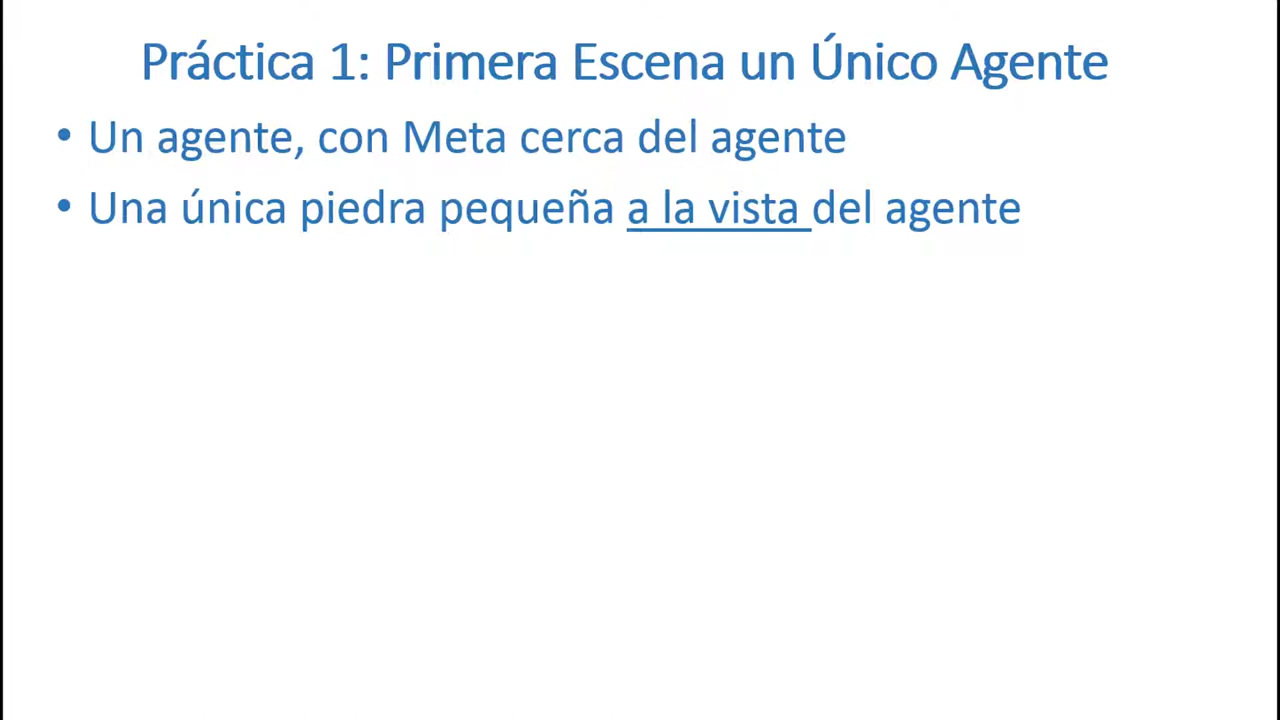 Práctica 1: Primera Escena un Único Agente
• Un agente, con Meta cerca del agente
• Una única piedra pequeña a la vista del agente